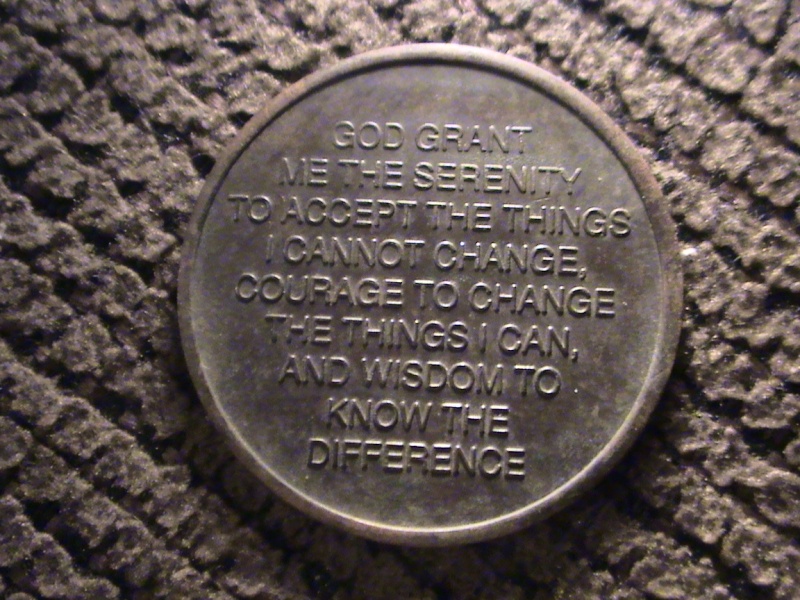 GOD GRANT
ME THE SERENITY
TO ACCEPT THE THINGS
I CANNOT CHANGE,
COURAGE TO CHANGE
THE THINGS I CAN,
AND WISDOM TO
KNOW THE
DIFFERENCE